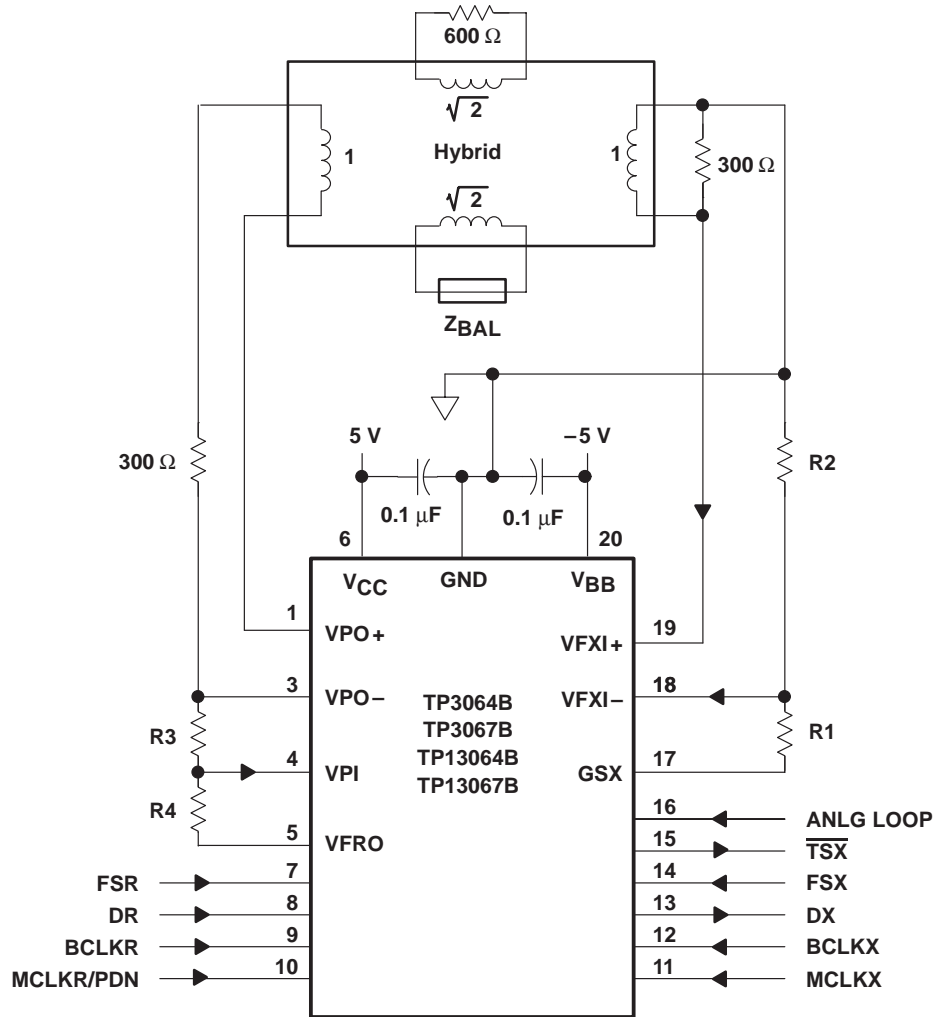 600 Ω
√2
1
Hybrid
1
300 Ω
√2
ZBAL
5 V
–5 V
300 Ω
R2
0.1 μF
0.1 μF
6
20
VCC
GND
VBB
1
VPO+
19
VFXI+
3
VPO–
TP3064B
TP3067B
TP13064B
TP13067B
VFXI–
18
R3
R1
4
VPI
GSX
17
R4
5
VFRO
16
ANLG LOOP
15
TSX
FSR
7
14
FSX
DR
8
13
DX
BCLKR
9
12
BCLKX
MCLKR/PDN
10
11
MCLKX